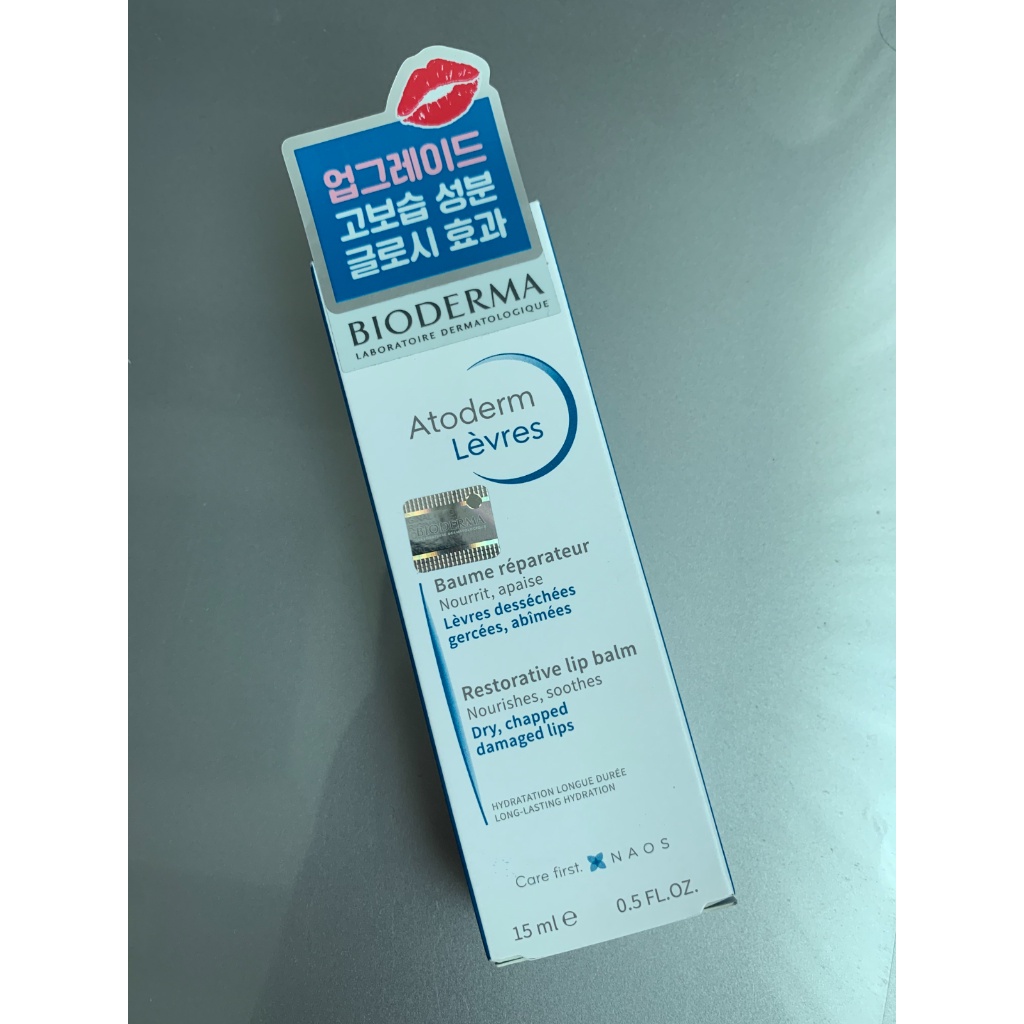 업그레이드
고보습 성분
글로시 효과
BIODERMA
LABORATOIRE DERMATOLOGIQUE
Atoderm
Lèvres
BIODERMA
Baume réparateur
Nourrit, apaise
Lèvres desséchées
gercées, abîmées
Restorative lip balm
Nourishes, soothes
Dry, chapped
damaged lips
HYDRATATION LONGUE DURÉE
LONG-LASTING HYDRATION
Care first. NAOS
15 ml e 0.5 FL.OZ.